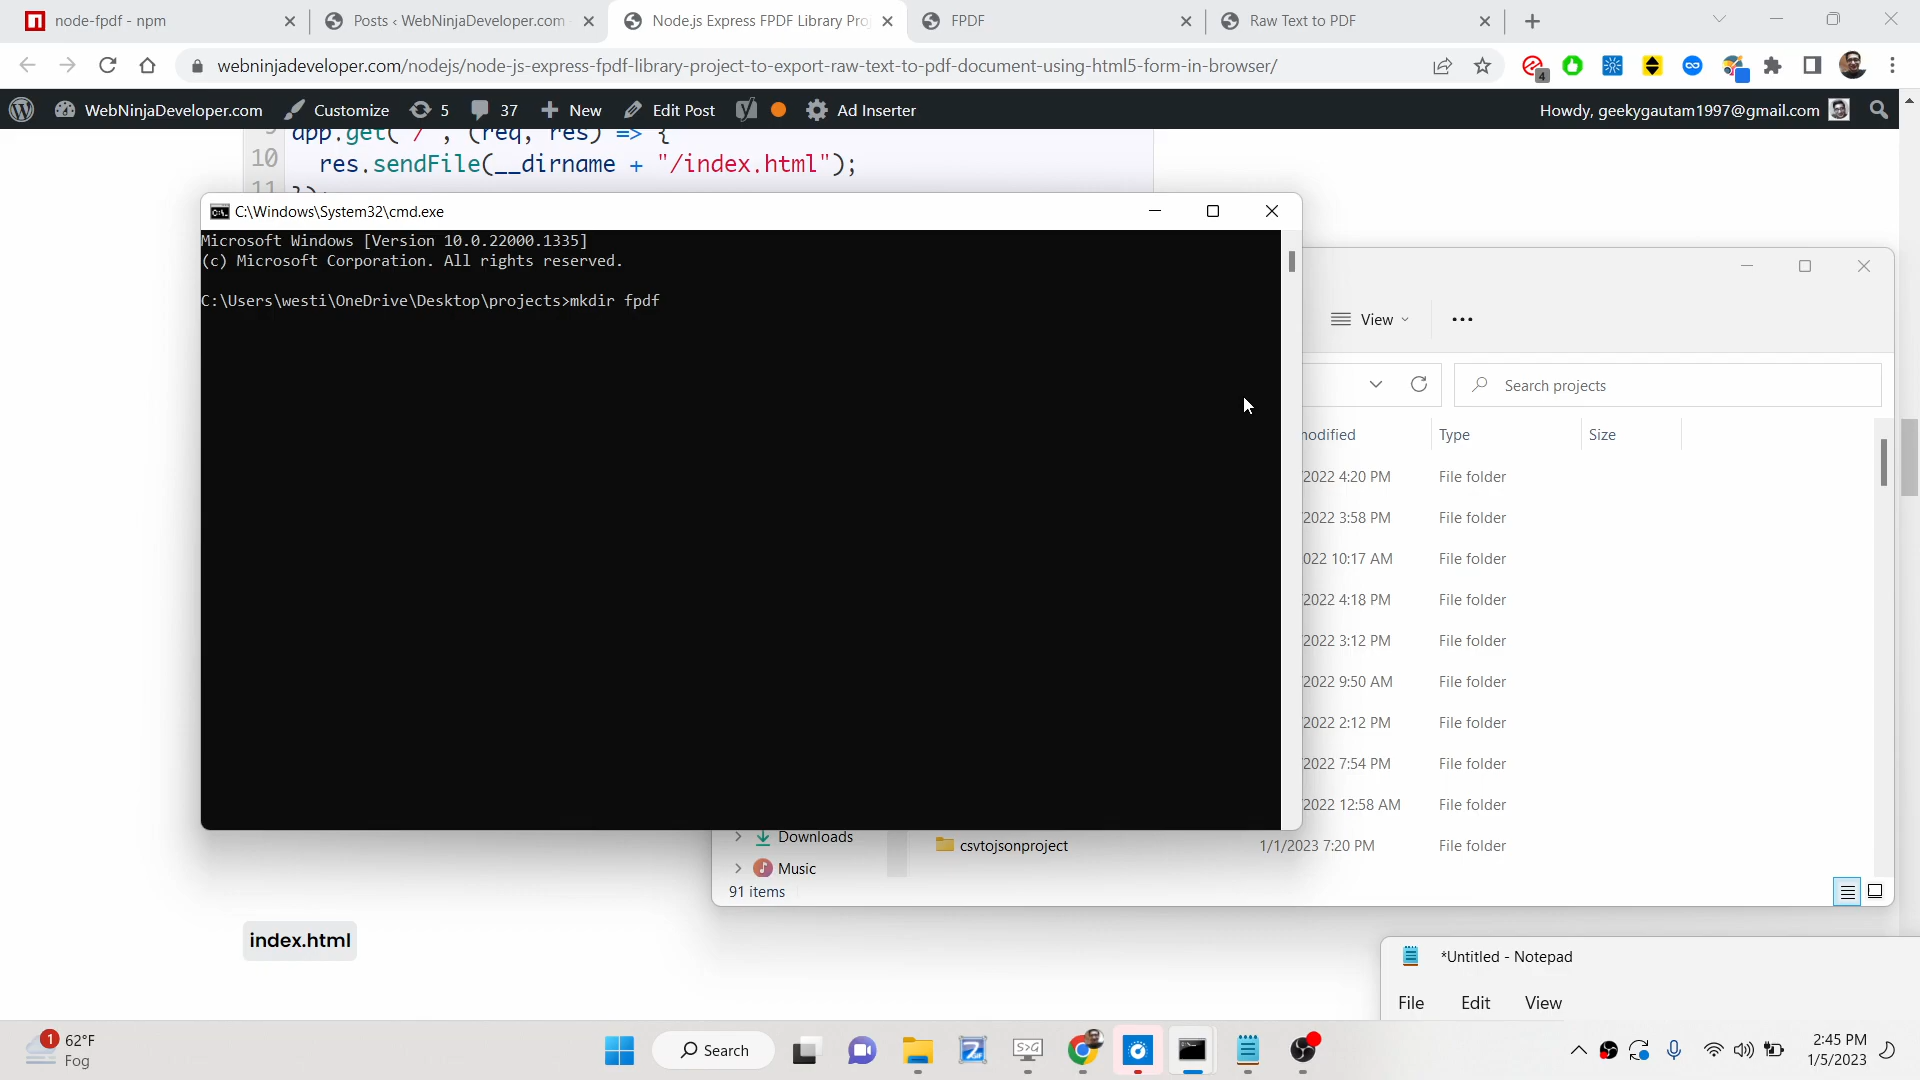 node-fpdf - npm
Posts ‹ WebNinjaDeveloper.com
Node.js Express FPDF Library Pro
FPDF
Raw Text to PDF
webninjadeveloper.com/nodejs/node-js-express-fpdf-library-project-to-export-raw-text-to-pdf-document-using-html5-form-in-browser/
4
WebNinjaDeveloper.com
Customize
5
37
New
Edit Post
Ad Inserter
Howdy, geekygautam1997@gmail.com
app.get("/", (req, res) => {
10
res.sendFile(__dirname + "/index.html");
11
C:\Windows\System32\cmd.exe
Microsoft Windows [Version 10.0.22000.1335]
(c) Microsoft Corporation. All rights reserved.
C:\Users\westi\OneDrive\Desktop\projects>mkdir fpdf
View
Search projects
modified
Type
Size
2022 4:20 PM
File folder
2022 3:58 PM
File folder
022 10:17 AM
File folder
2022 4:18 PM
File folder
2022 3:12 PM
File folder
2022 9:50 AM
File folder
2022 2:12 PM
File folder
2022 7:54 PM
File folder
2022 12:58 AM
File folder
Downloads
csvtojsonproject
1/1/2023 7:20 PM
File folder
Music
91 items
index.html
*Untitled - Notepad
File
Edit
View
1
62°F
Fog
Search
2:45 PM
1/5/2023